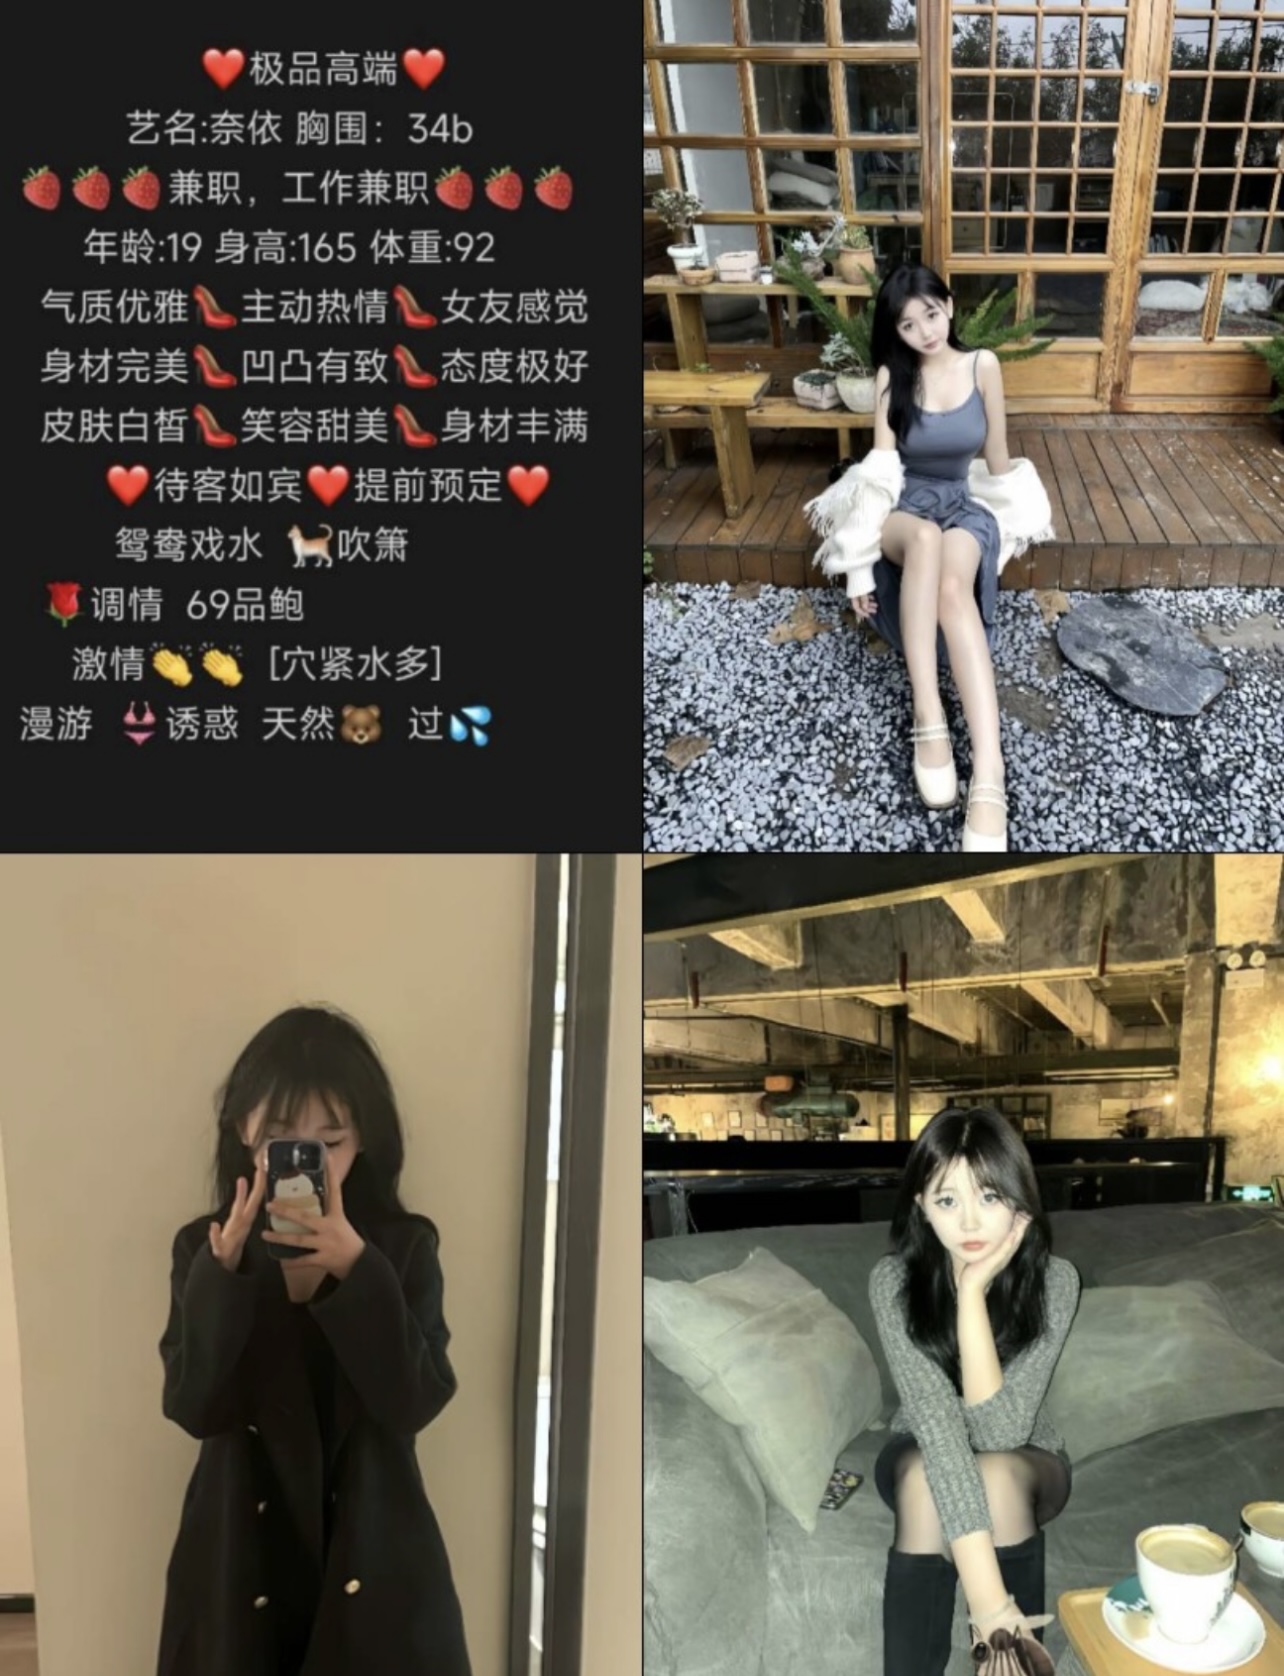 ❤️极品高端❤️
艺名:奈依 胸围：34b
🍓🍓🍓兼职，工作兼职🍓🍓🍓
年龄:19 身高:165 体重:92
气质优雅👠主动热情👠女友感觉
身材完美👠凹凸有致👠态度极好
皮肤白皙👠笑容甜美👠身材丰满
❤️待客如宾❤️提前预定❤️
鸳鸯戏水 🐕吹箫
🌹调情 69品鲍
激情👏👏 [穴紧水多]
漫游 👙诱惑 天然🐻 过💦